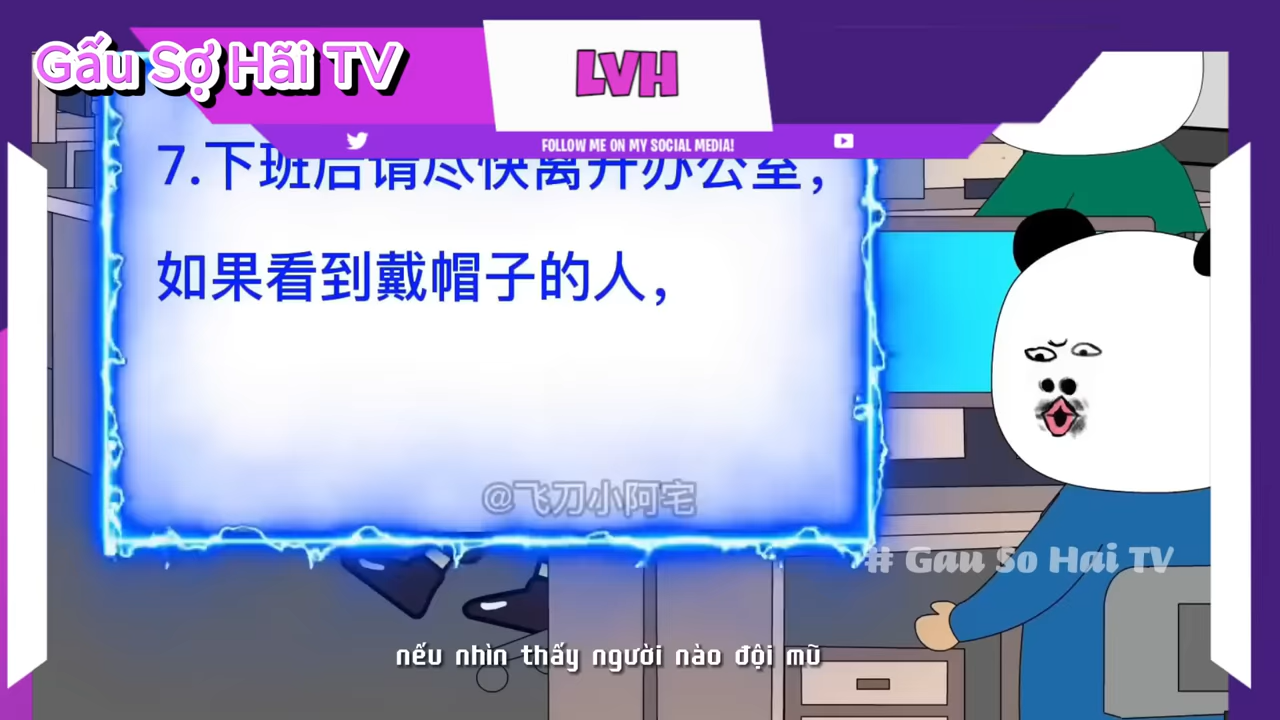 Gấu Sợ Hãi TV
LVH
FOLLOW ME ON MY SOCIAL MEDIA!
7.下班后请尽快离开办公室，
如果看到戴帽子的人，
@飞刀小阿宅
# Gau So Hai TV
nếu nhìn thấy người nào đội mũ